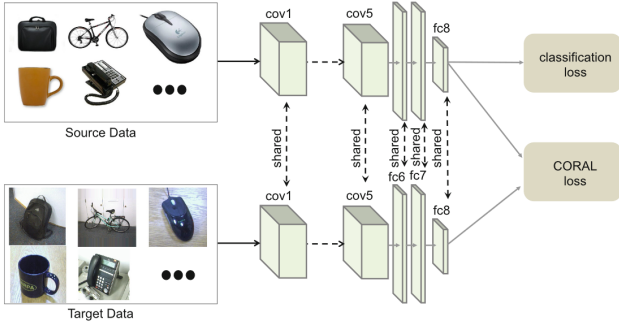 cov1
cov5
fc8
classification
loss
Source Data
shared
shared
shared
shared
shared
fc6
fc7
CORAL
loss
cov1
cov5
fc8
Target Data